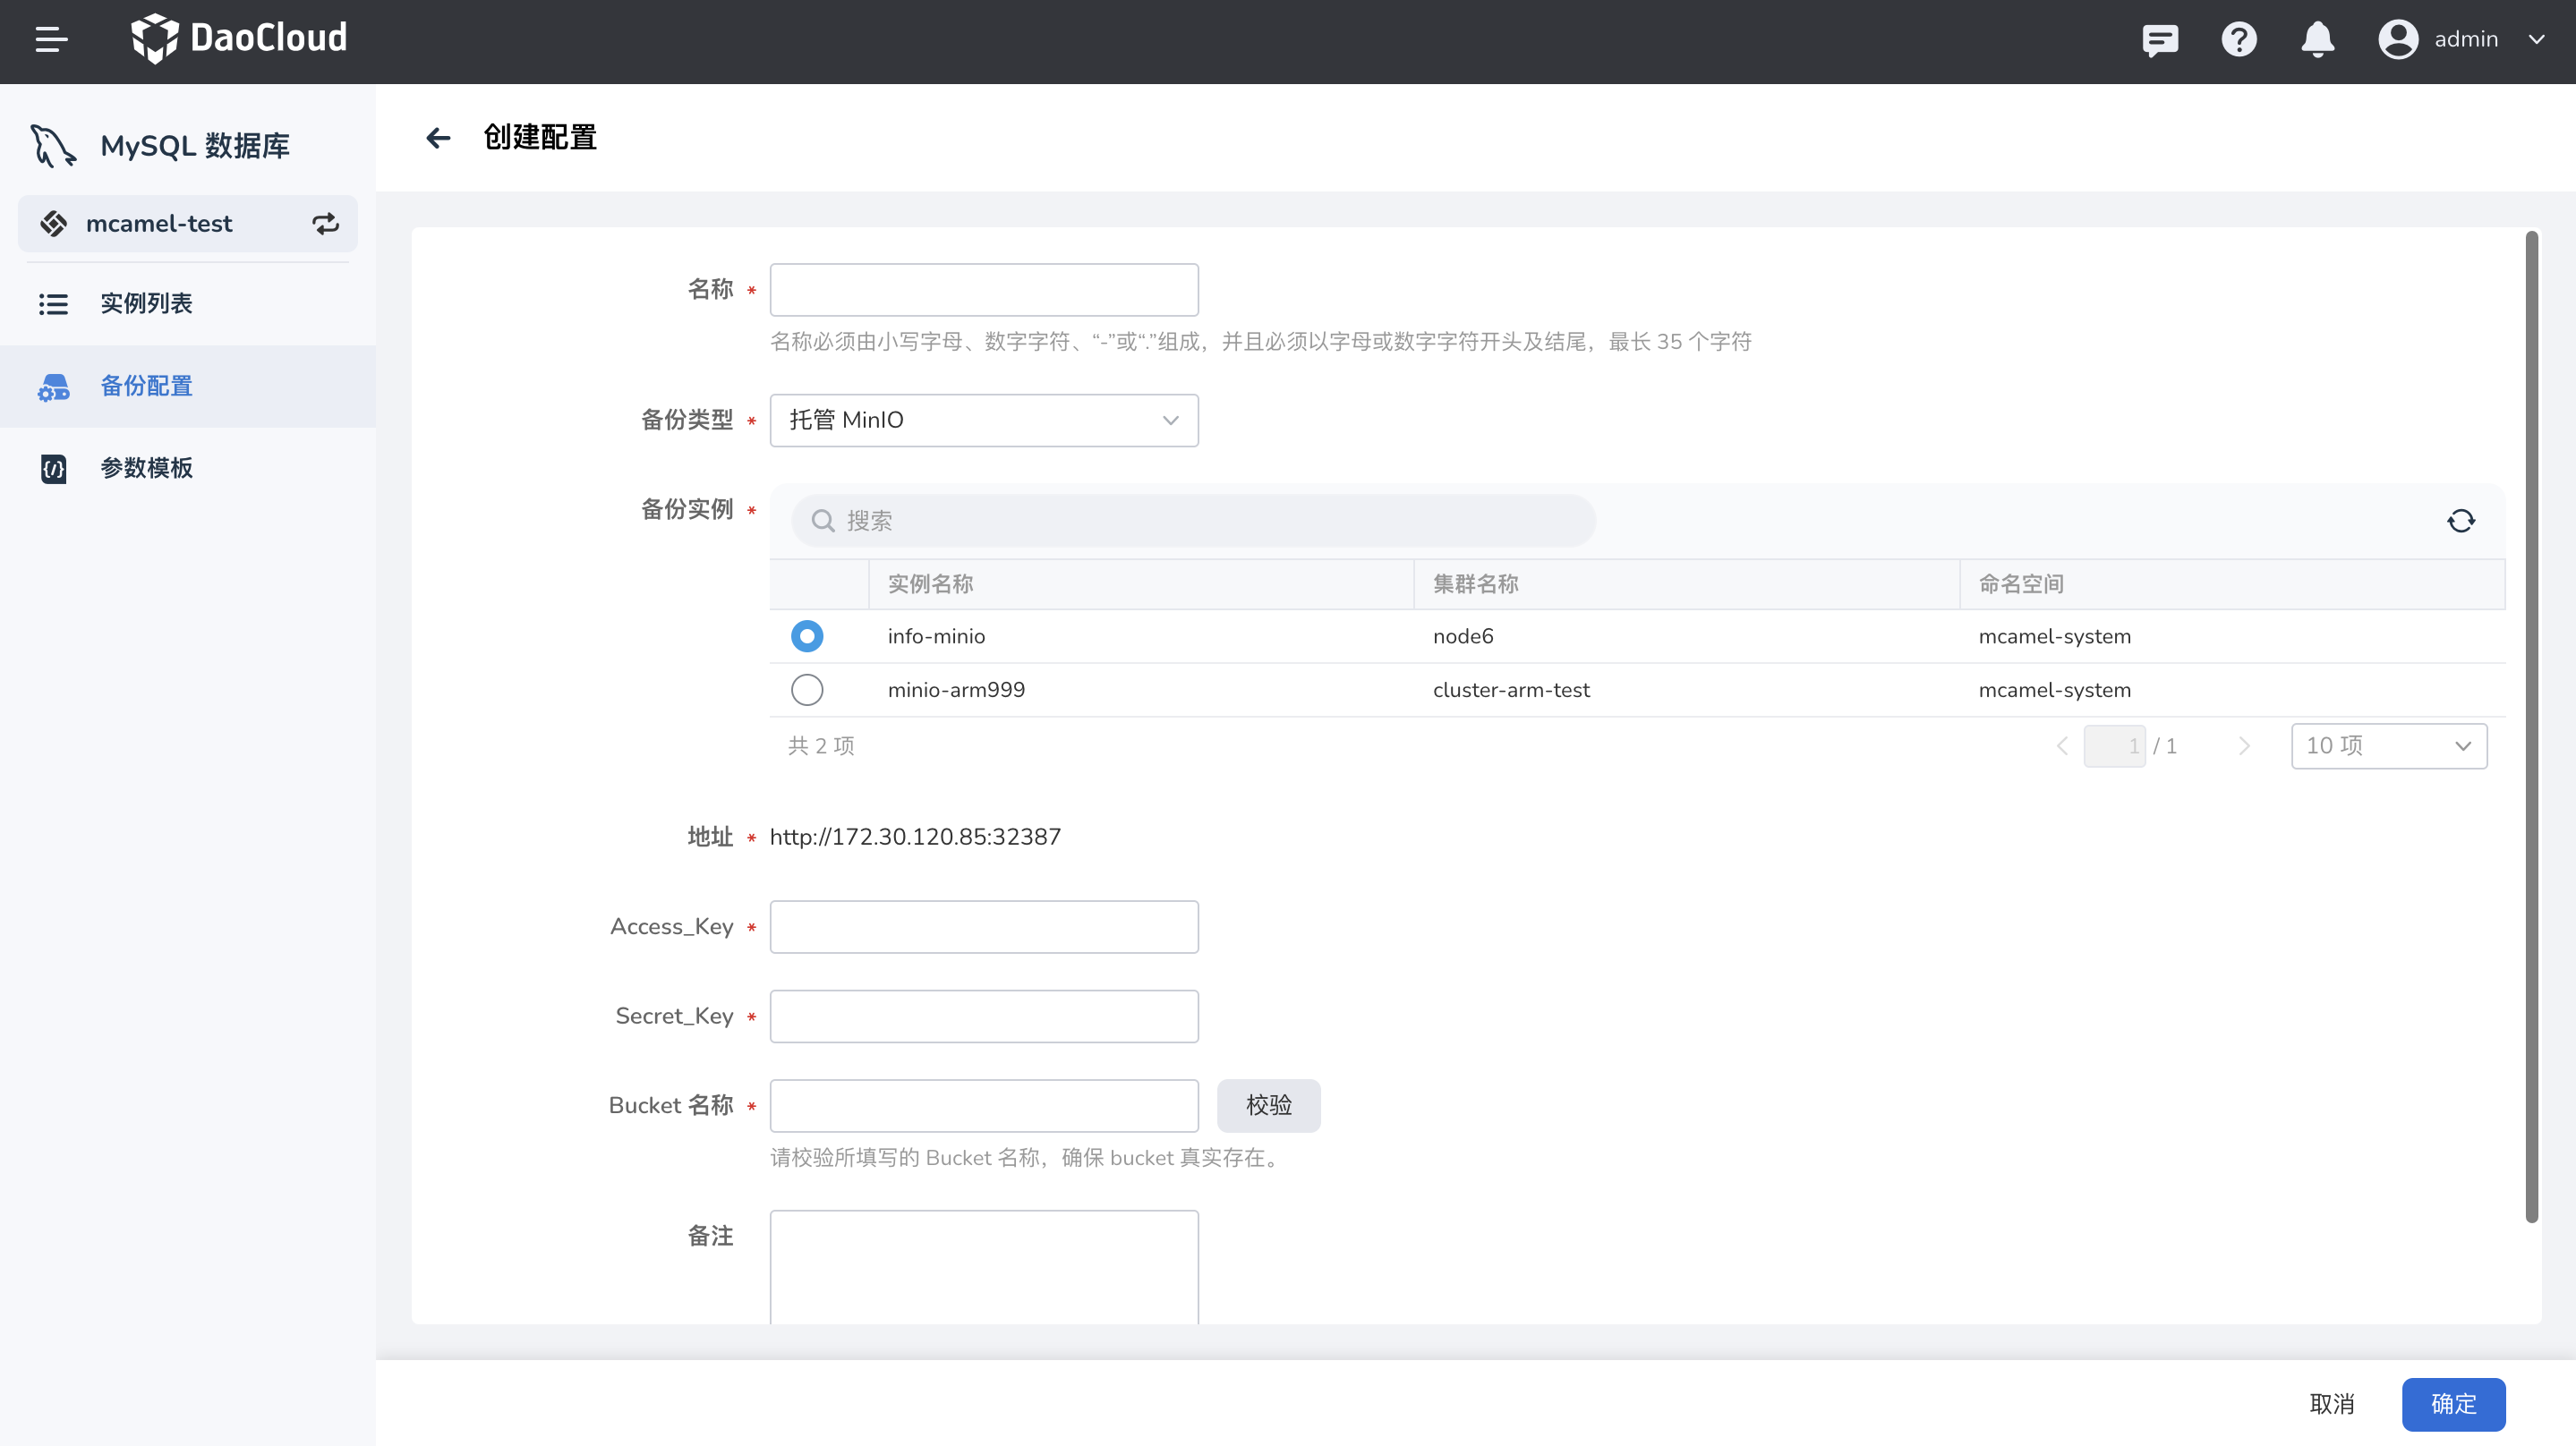 DaoCloud
admin
MySQL 数据库
mcamel-test
实例列表
备份配置
参数模板
创建配置
名称 *
名称必须由小写字母、数字字符、“-”或“.”组成，并且必须以字母或数字字符开头及结尾，最长 35 个字符
备份类型 * 托管 MinIO
备份实例 * 搜索
实例名称 集群名称 命名空间
info-minio node6 mcamel-system
minio-arm999 cluster-arm-test mcamel-system
共 2 项 1 / 1 10 项
地址 * http://172.30.120.85:32387
Access_Key *
Secret_Key *
Bucket 名称 * 校验
请校验所填写的 Bucket 名称，确保 bucket 真实存在。
备注
取消 确定